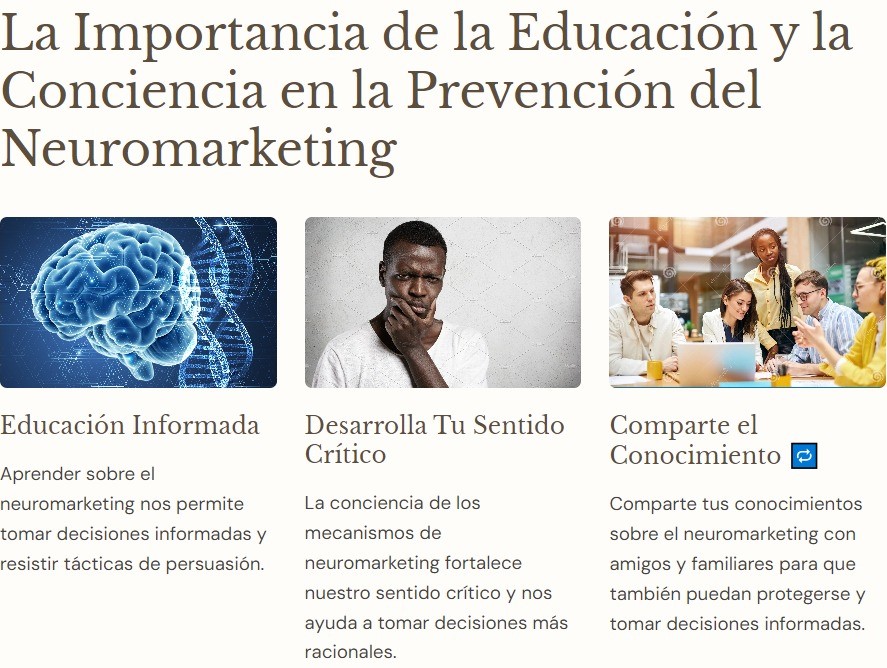 La Importancia de la Educación y la
Conciencia en la Prevención del
Neuromarketing
Educación Informada
Aprender sobre el
neuromarketing nos permite
tomar decisiones informadas y
resistir tácticas de persuasión.
Desarrolla Tu Sentido
Crítico
La conciencia de los
mecanismos de
neuromarketing fortalece
nuestro sentido crítico y nos
ayuda a tomar decisiones más
racionales.
Comparte el
Conocimiento
Comparte tus conocimientos
sobre el neuromarketing con
amigos y familiares para que
también puedan protegerse y
tomar decisiones informadas.